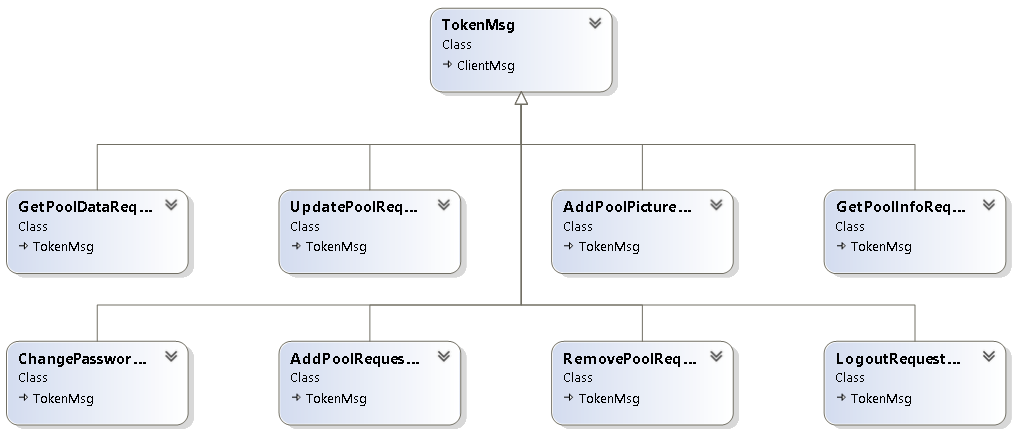 TokenMsg
Class
ClientMsg
GetPoolDataReq...
Class
TokenMsg
UpdatePoolReq...
Class
TokenMsg
AddPoolPicture...
Class
TokenMsg
GetPoolInfoReq...
Class
TokenMsg
ChangePasswor...
Class
TokenMsg
AddPoolReques...
Class
TokenMsg
RemovePoolReq...
Class
TokenMsg
LogoutRequest...
Class
TokenMsg